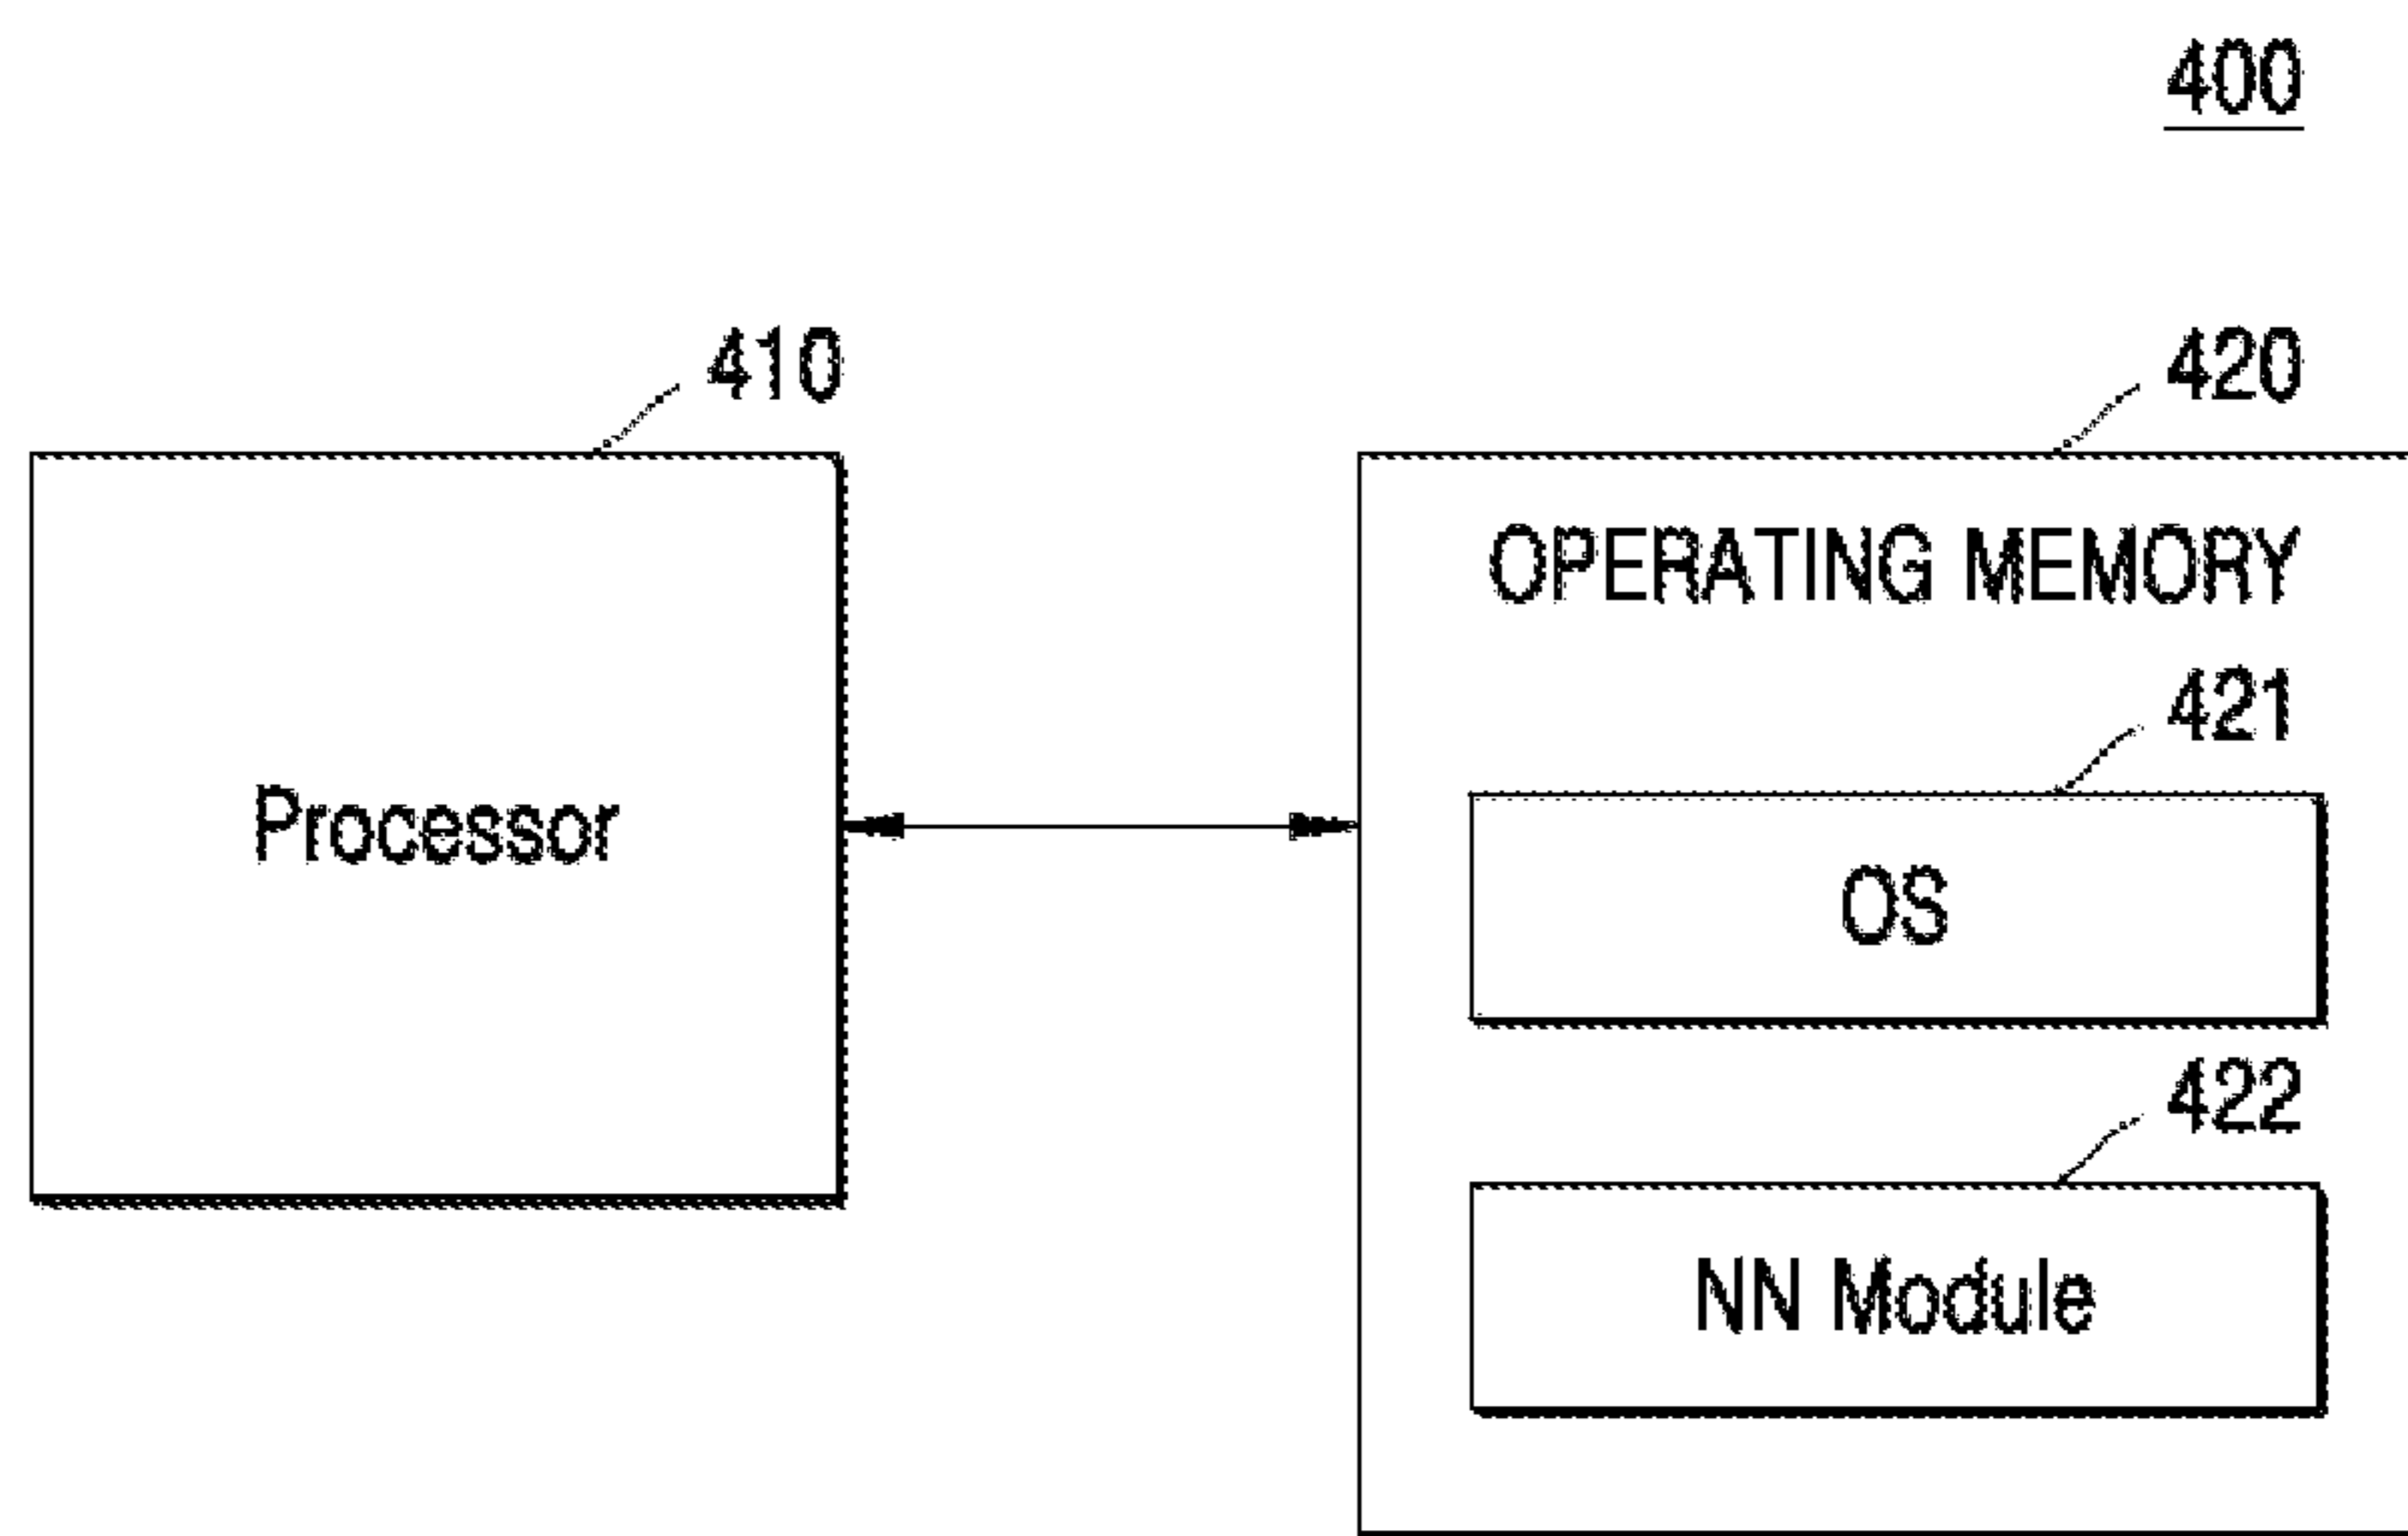 400
410
420
OPERATING MEMORY
421
Processor
OS
422
NN Module